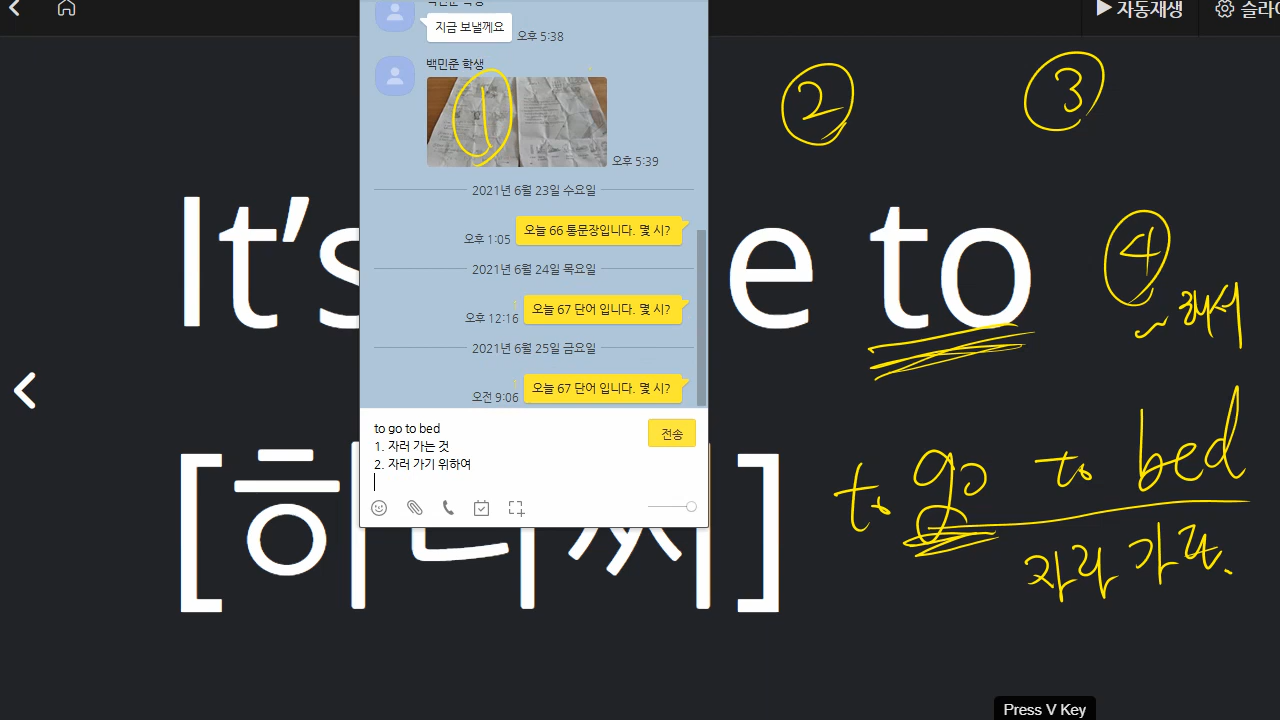 자동재생
슬라이
지금 보낼께요
오후 5:38
백민준 학생
①
②
③
오후 5:39
2021년 6월 23일 수요일
오후 1:05
오늘 66 통문장입니다. 몇 시?
2021년 6월 24일 목요일
오후 12:16
오늘 67 단어 입니다. 몇 시?
2021년 6월 25일 금요일
오전 9:06
오늘 67 단어 입니다. 몇 시?
It's
e to
④
해석
to go to bed
1. 자러 가는 것
2. 자러 가기 위하여
전송
to go to bed
자러 가다.
[하
]
Press V Key